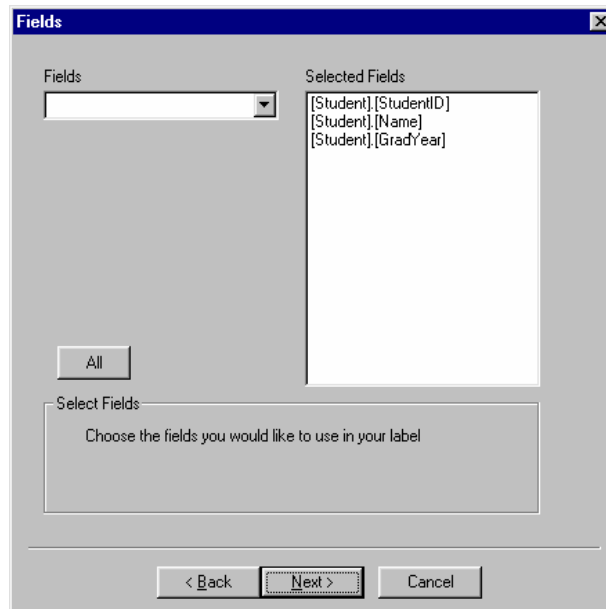 Fields
Fields
Selected Fields
[Student].[StudentID]
[Student].[Name]
[Student].[GradYear]
All
Select Fields
Choose the fields you would like to use in your label
< Back
Next >
Cancel